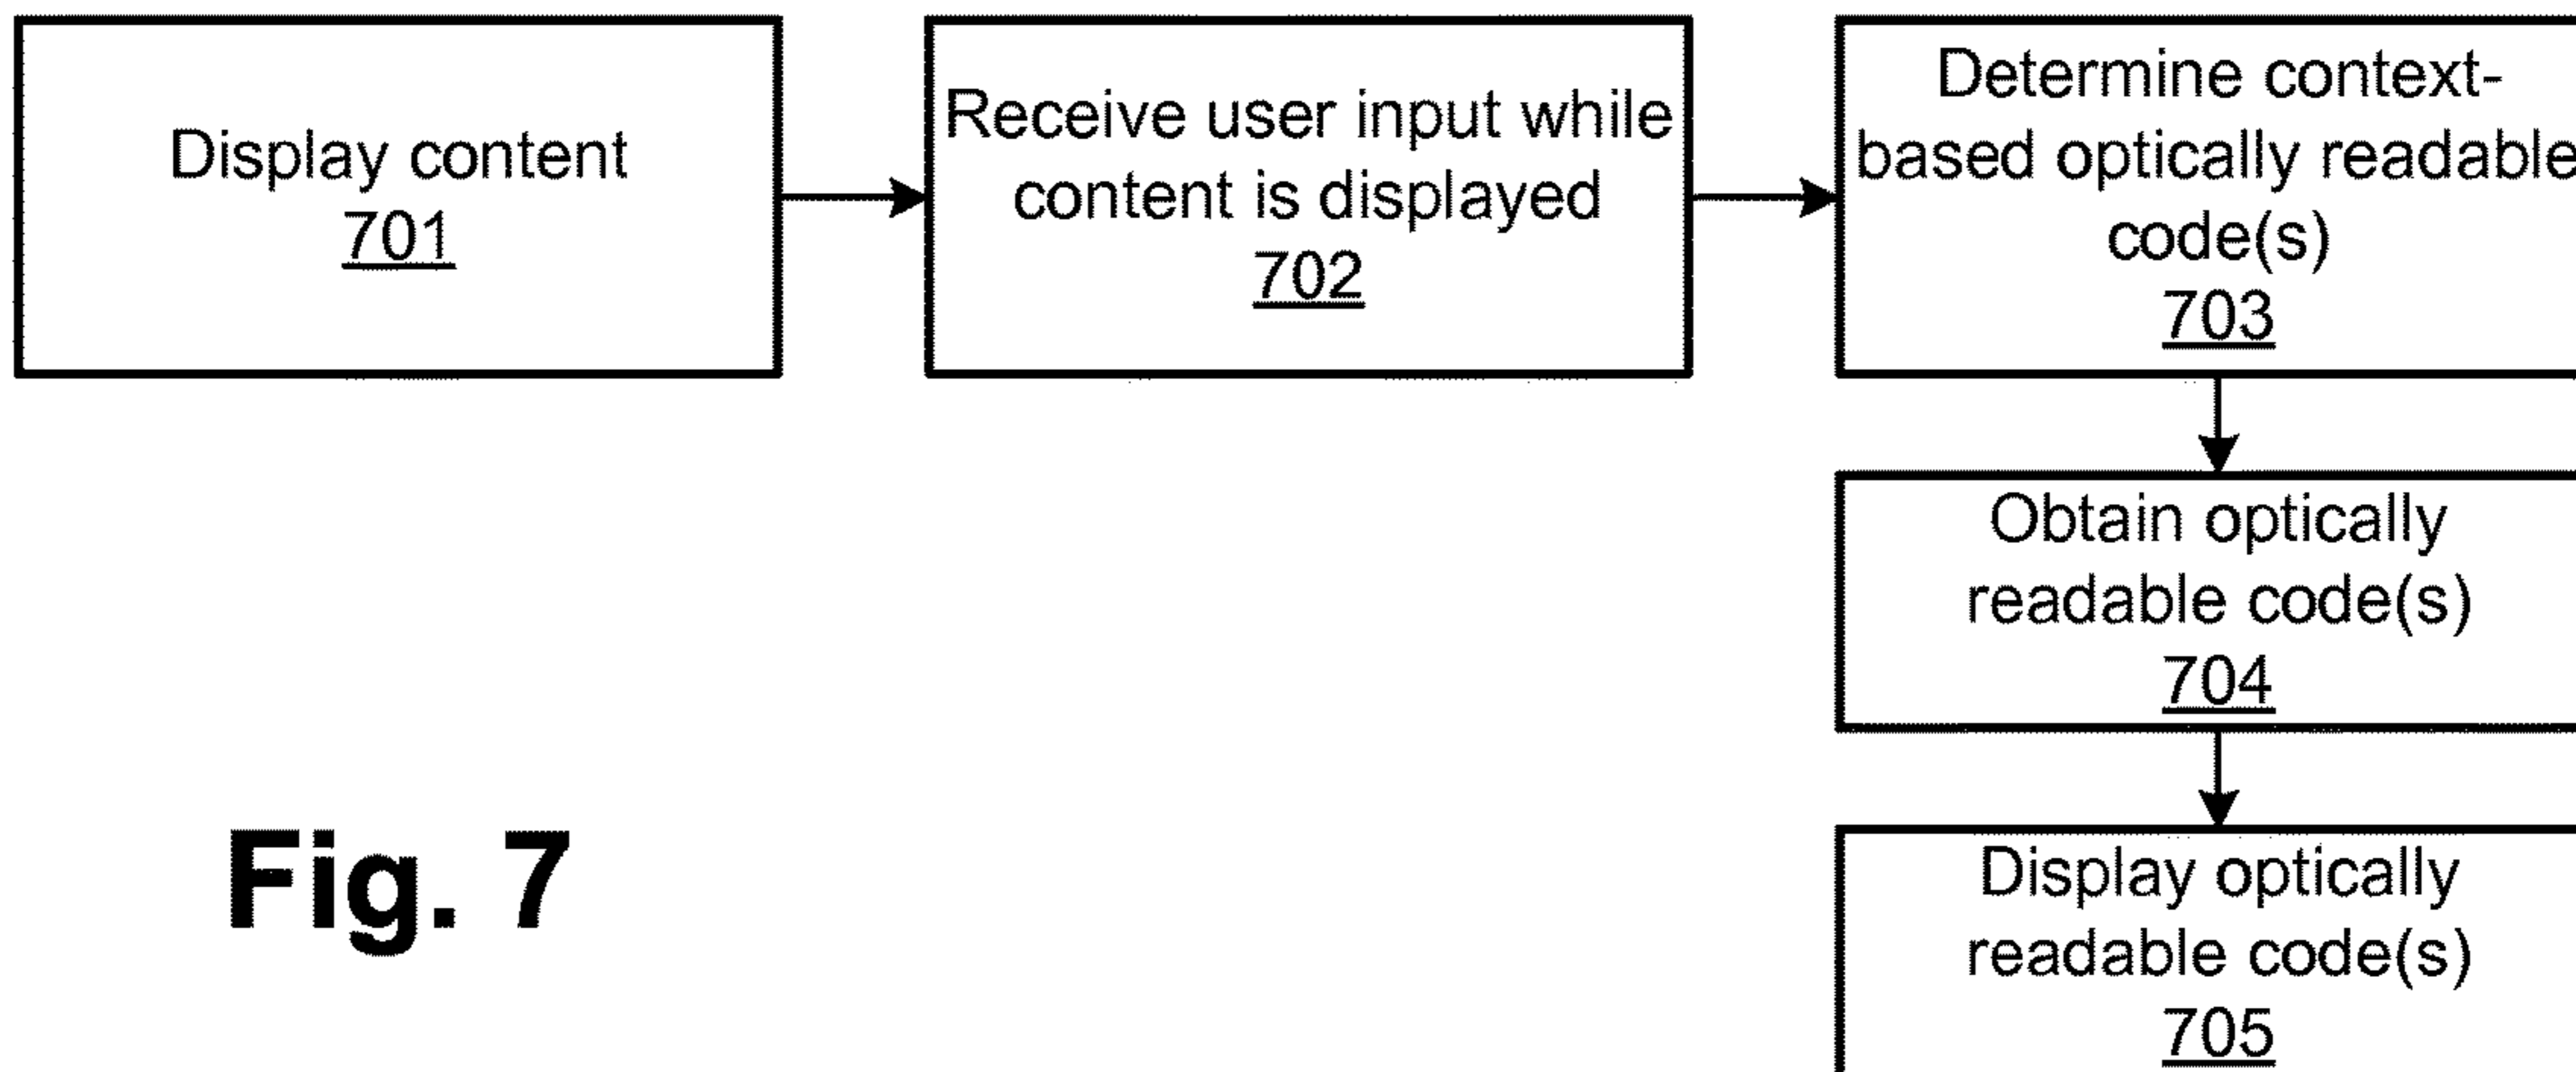 Display content
701
Receive user input while
content is displayed
702
Determine context-
based optically readable
code(s)
703
Obtain optically
readable code(s)
704
Display optically
readable code(s)
705
Fig. 7